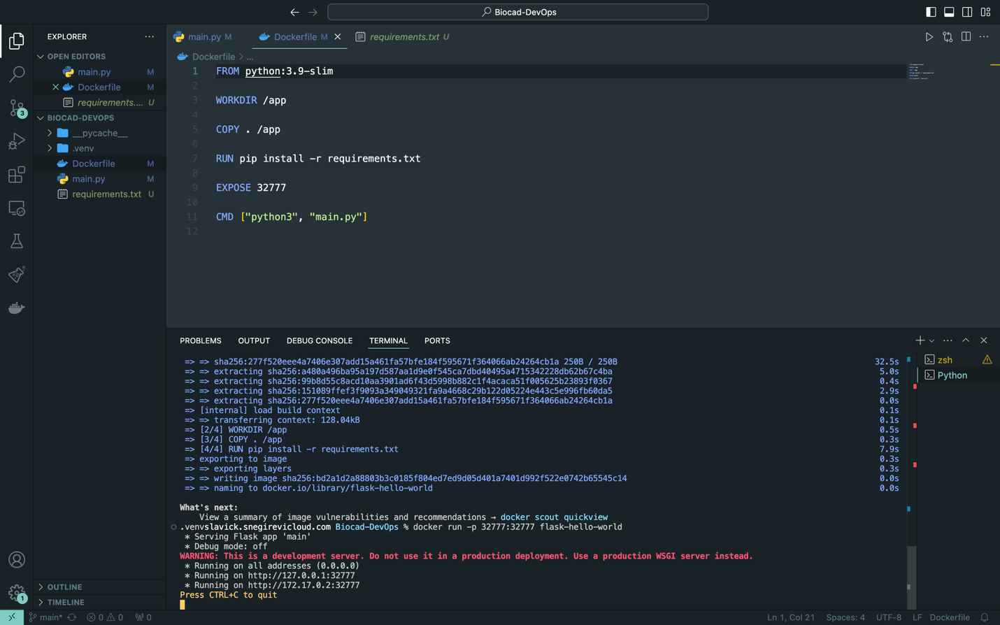 Biocad-DevOps
EXPLORER
OPEN EDITORS
main.py M
Dockerfile M
requirements.... U
BIOCAD-DEVOPS
__pycache__
.venv
Dockerfile M
main.py M
requirements.txt U
OUTLINE
TIMELINE
3
1
main.py M
Dockerfile M
requirements.txt U
Dockerfile > ...
1 FROM python:3.9-slim
2
3 WORKDIR /app
4
5 COPY . /app
6
7 RUN pip install -r requirements.txt
8
9 EXPOSE 32777
10
11 CMD ["python3", "main.py"]
12
PROBLEMS OUTPUT DEBUG CONSOLE TERMINAL PORTS
zsh
Python
=> => sha256:277f520eee4a7406e307add15a461fa57bfe184f595671f364066ab24264cb1a 250B / 250B 32.5s
=> => extracting sha256:a480a496ba95a197d587aa1d9e0f545ca7dbd40495a4715342228db62b67c4ba 5.0s
=> => extracting sha256:99b8d55c8acd10aa3901ad6f43d5998b882c1f4acaca51f005625b23893f0367 0.4s
=> => extracting sha256:151089ffef3f9093a349049321fa9a4668c29b122d05224e443c5e996fb60da5 2.9s
=> => extracting sha256:277f520eee4a7406e307add15a461fa57bfe184f595671f364066ab24264cb1a 0.0s
=> [internal] load build context 0.1s
=> => transferring context: 128.04kB 0.1s
=> [2/4] WORKDIR /app 0.5s
=> [3/4] COPY . /app 0.3s
=> [4/4] RUN pip install -r requirements.txt 7.9s
=> exporting to image 0.3s
=> => exporting layers 0.3s
=> => writing image sha256:bd2a1d2a88803b3c0185f804ed7ed9d05d401a7401d992f522e0742b65545c14 0.0s
=> => naming to docker.io/library/flask-hello-world 0.0s
What's next:
View a summary of image vulnerabilities and recommendations → docker scout quickview
.venvslavick.snegirevicloud.com Biocad-DevOps % docker run -p 32777:32777 flask-hello-world
* Serving Flask app 'main'
* Debug mode: off
WARNING: This is a development server. Do not use it in a production deployment. Use a production WSGI server instead.
* Running on all addresses (0.0.0.0)
* Running on http://127.0.0.1:32777
* Running on http://172.17.0.2:32777
Press CTRL+C to quit
main* 0 0 0 Ln 1, Col 21 Spaces: 4 UTF-8 LF Dockerfile